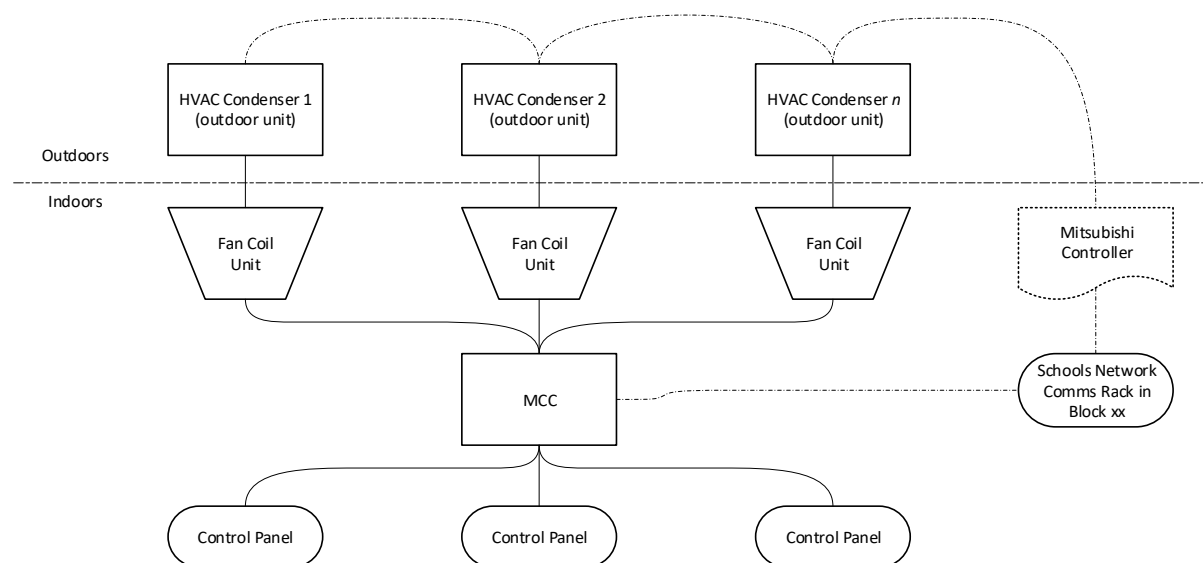 HVAC Condenser 1
(outdoor unit)
HVAC Condenser 2
(outdoor unit)
HVAC Condenser n
(outdoor unit)
Outdoors
Indoors
Fan Coil
Unit
Fan Coil
Unit
Fan Coil
Unit
Mitsubishi
Controller
MCC
Schools Network
Comms Rack in
Block xx
Control Panel
Control Panel
Control Panel